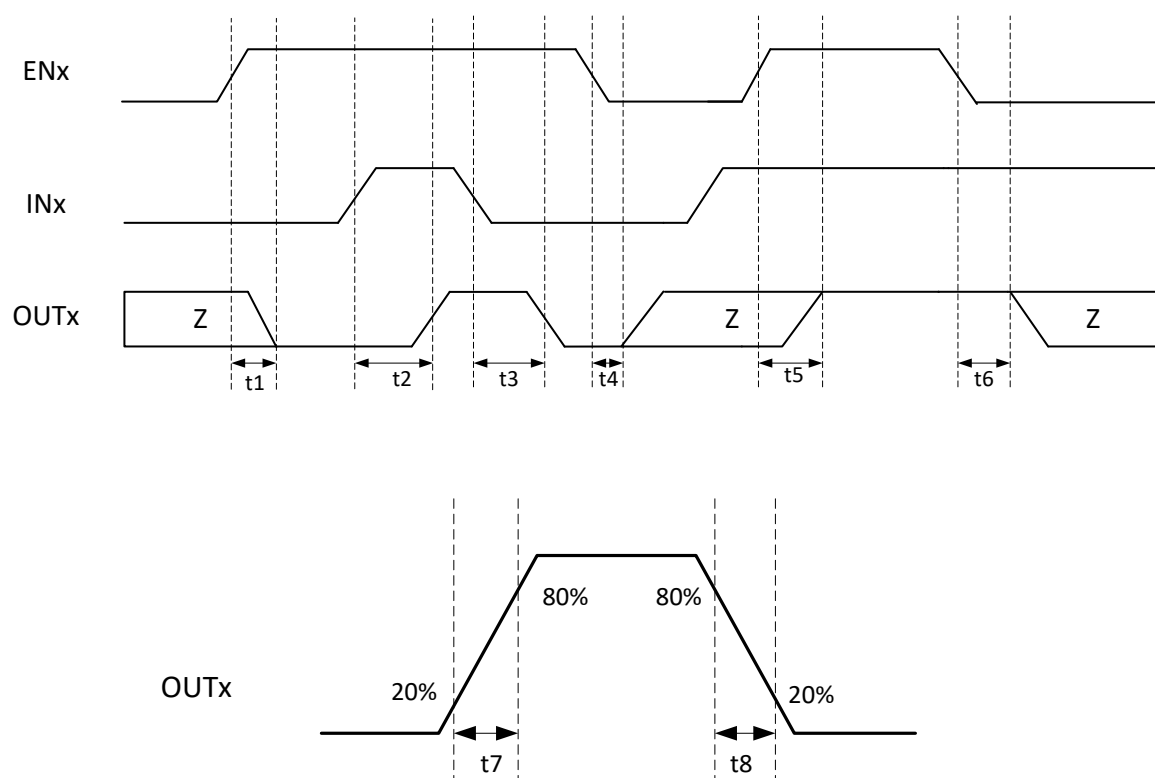 ENx
INx
OUTx Z Z Z
t1 t2 t3 t4 t5 t6
80% 80%
OUTx 20% 20%
t7 t8